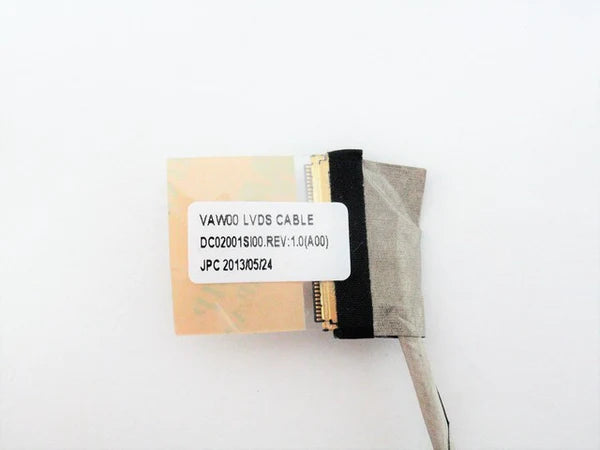 VAW00 LVDS CABLE
DC02001SI00.REV:1.0(A00)
JPC 2013/05/24